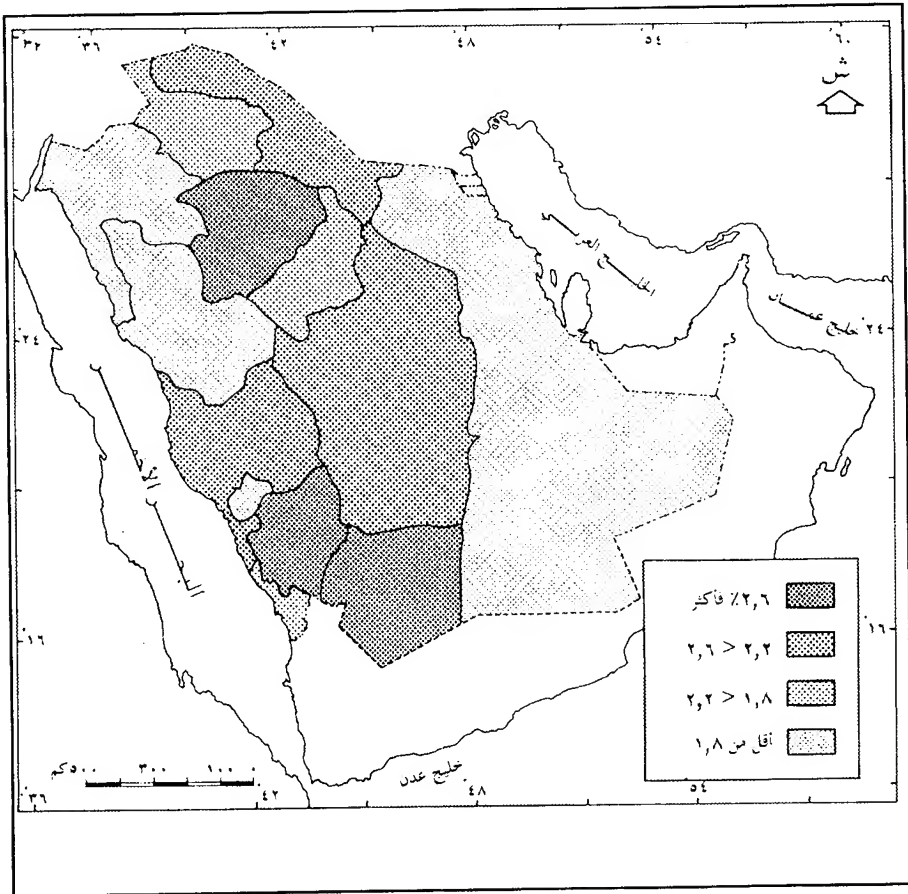 ٣٢ ٣٦ ٤٢ ٤٨ ٥٤ ٦٠
ش
الخليج العربي
خليج عمان
٢٤ ٢٤
البحر الأحمر
٢,٦٪ فأكثر
٢,٢ < ٢,٦
١,٨ < ٢,٢
أقل من ١,٨
١٦ ١٦
خليج عدن
٥٠٠كم ٣٠٠ ١٠٠ ٠
٣٦ ٤٢ ٤٨ ٥٤